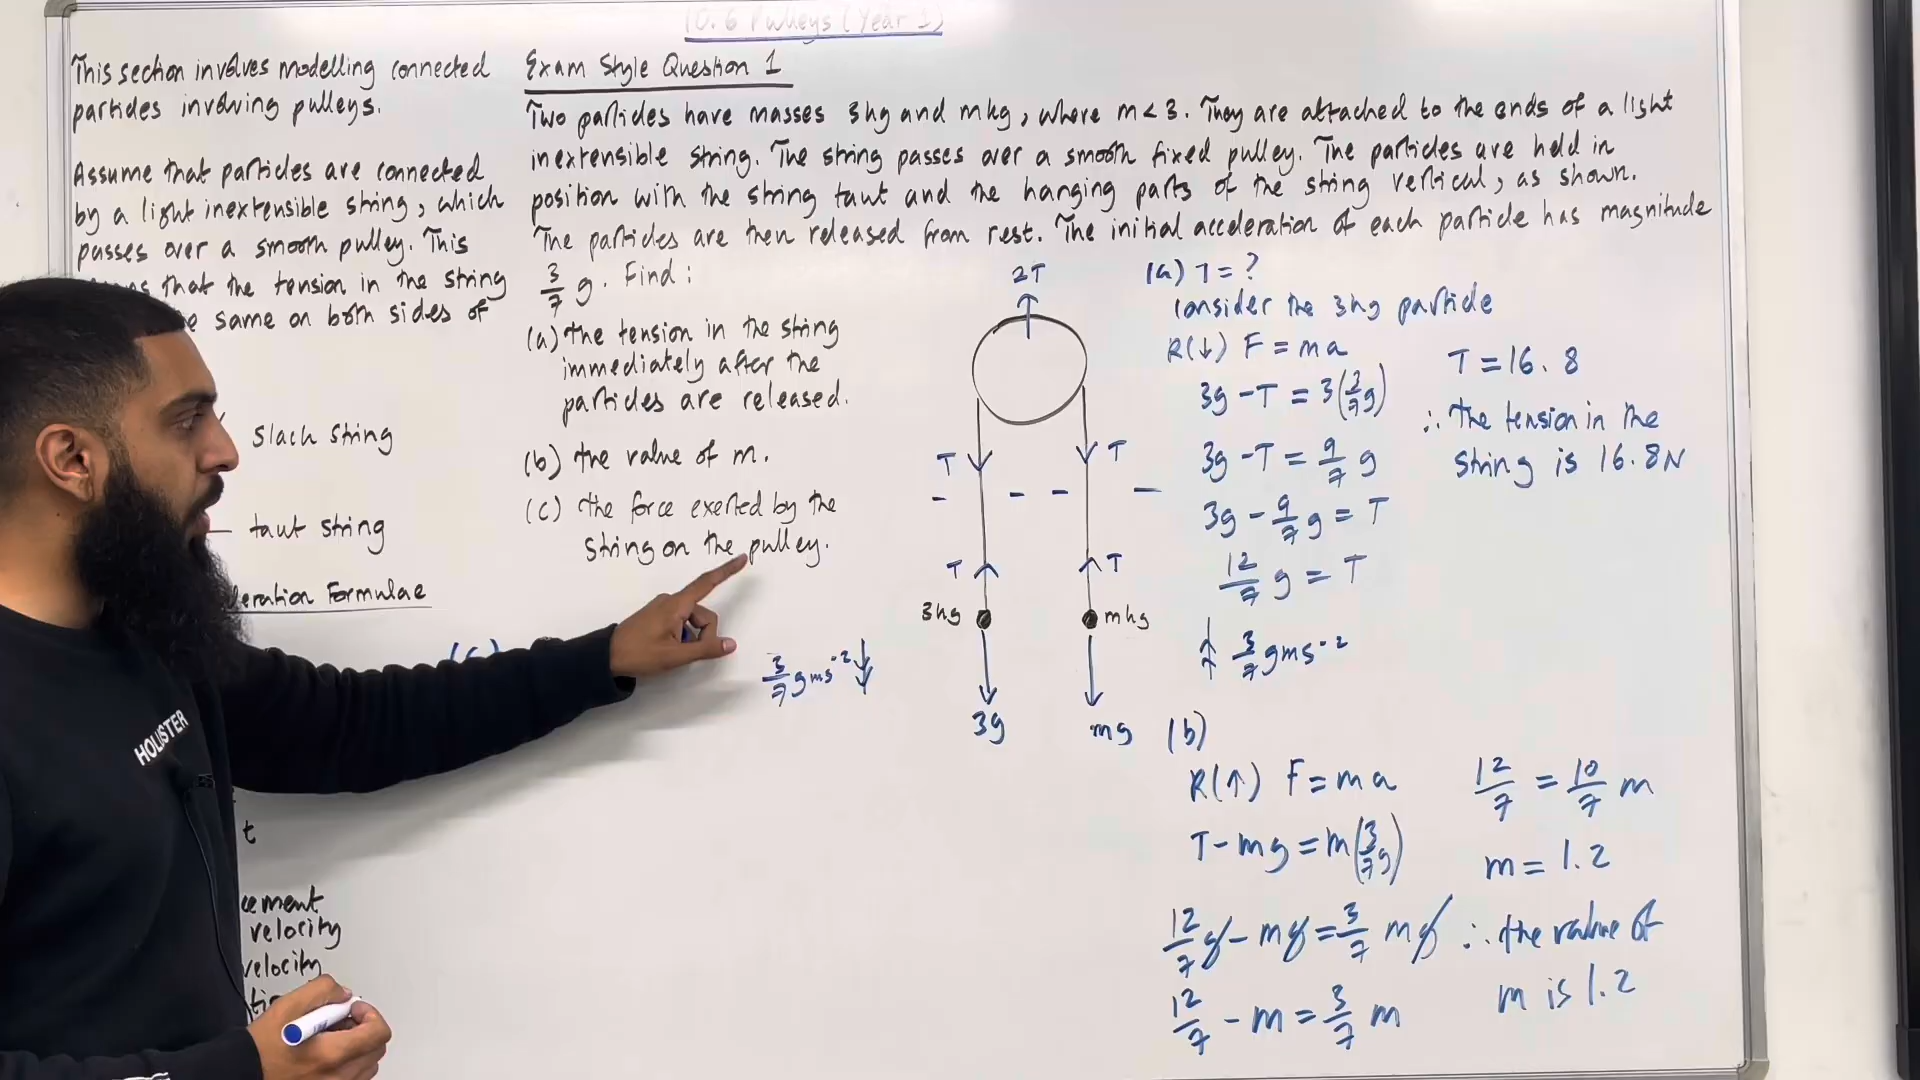 10.6 Pulleys (Year 1)
This section involves modelling connected
particles involving pulleys.
Assume that particles are connected
by a light inextensible string, which
passes over a smooth pulley. This
that the tension in the string
same on both sides of
slack string
taut string
eration Formulae
t
cement
velocity
velocity
HOLLISTER
Exam Style Question 1
Two particles have masses 3kg and mkg, where m<3. They are attached to the ends of a light
inextensible string. The string passes over a smooth fixed pulley. The particles are held in
position with the string taut and the hanging parts of the string vertical, as shown.
The particles are then released from rest. The initial acceleration of each particle has magnitude
3/7 g. Find:
(a) the tension in the string
immediately after the
particles are released.
(b) the value of m.
(c) the force exerted by the
string on the pulley.
(c)
3/7 gms⁻²
2T
T T
T T
3kg mkg
3g mg
(a) T = ?
Consider the 3kg particle
R(↓) F = ma
3g - T = 3(3/7 g)
3g - T = 9/7 g
3g - 9/7 g = T
12/7 g = T
3/7 gms⁻²
T = 16.8
∴ the tension in the
string is 16.8N
(b)
R(↑) F = ma
T - mg = m(3/7 g)
12/7 g - mg = 3/7 mg
12/7 - m = 3/7 m
12/7 = 10/7 m
m = 1.2
∴ the value of
m is 1.2